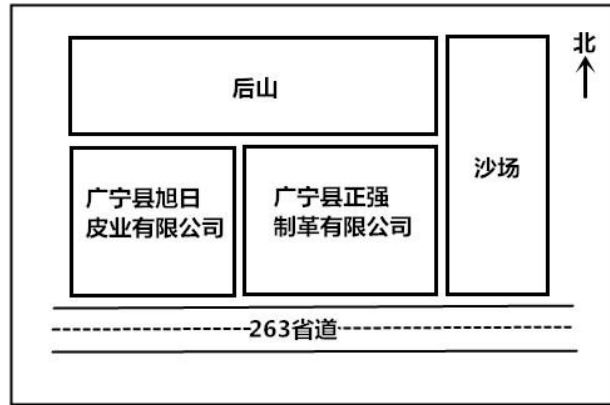 北
后山
沙场
广宁县旭日
皮业有限公司
广宁县正强
制革有限公司
263省道